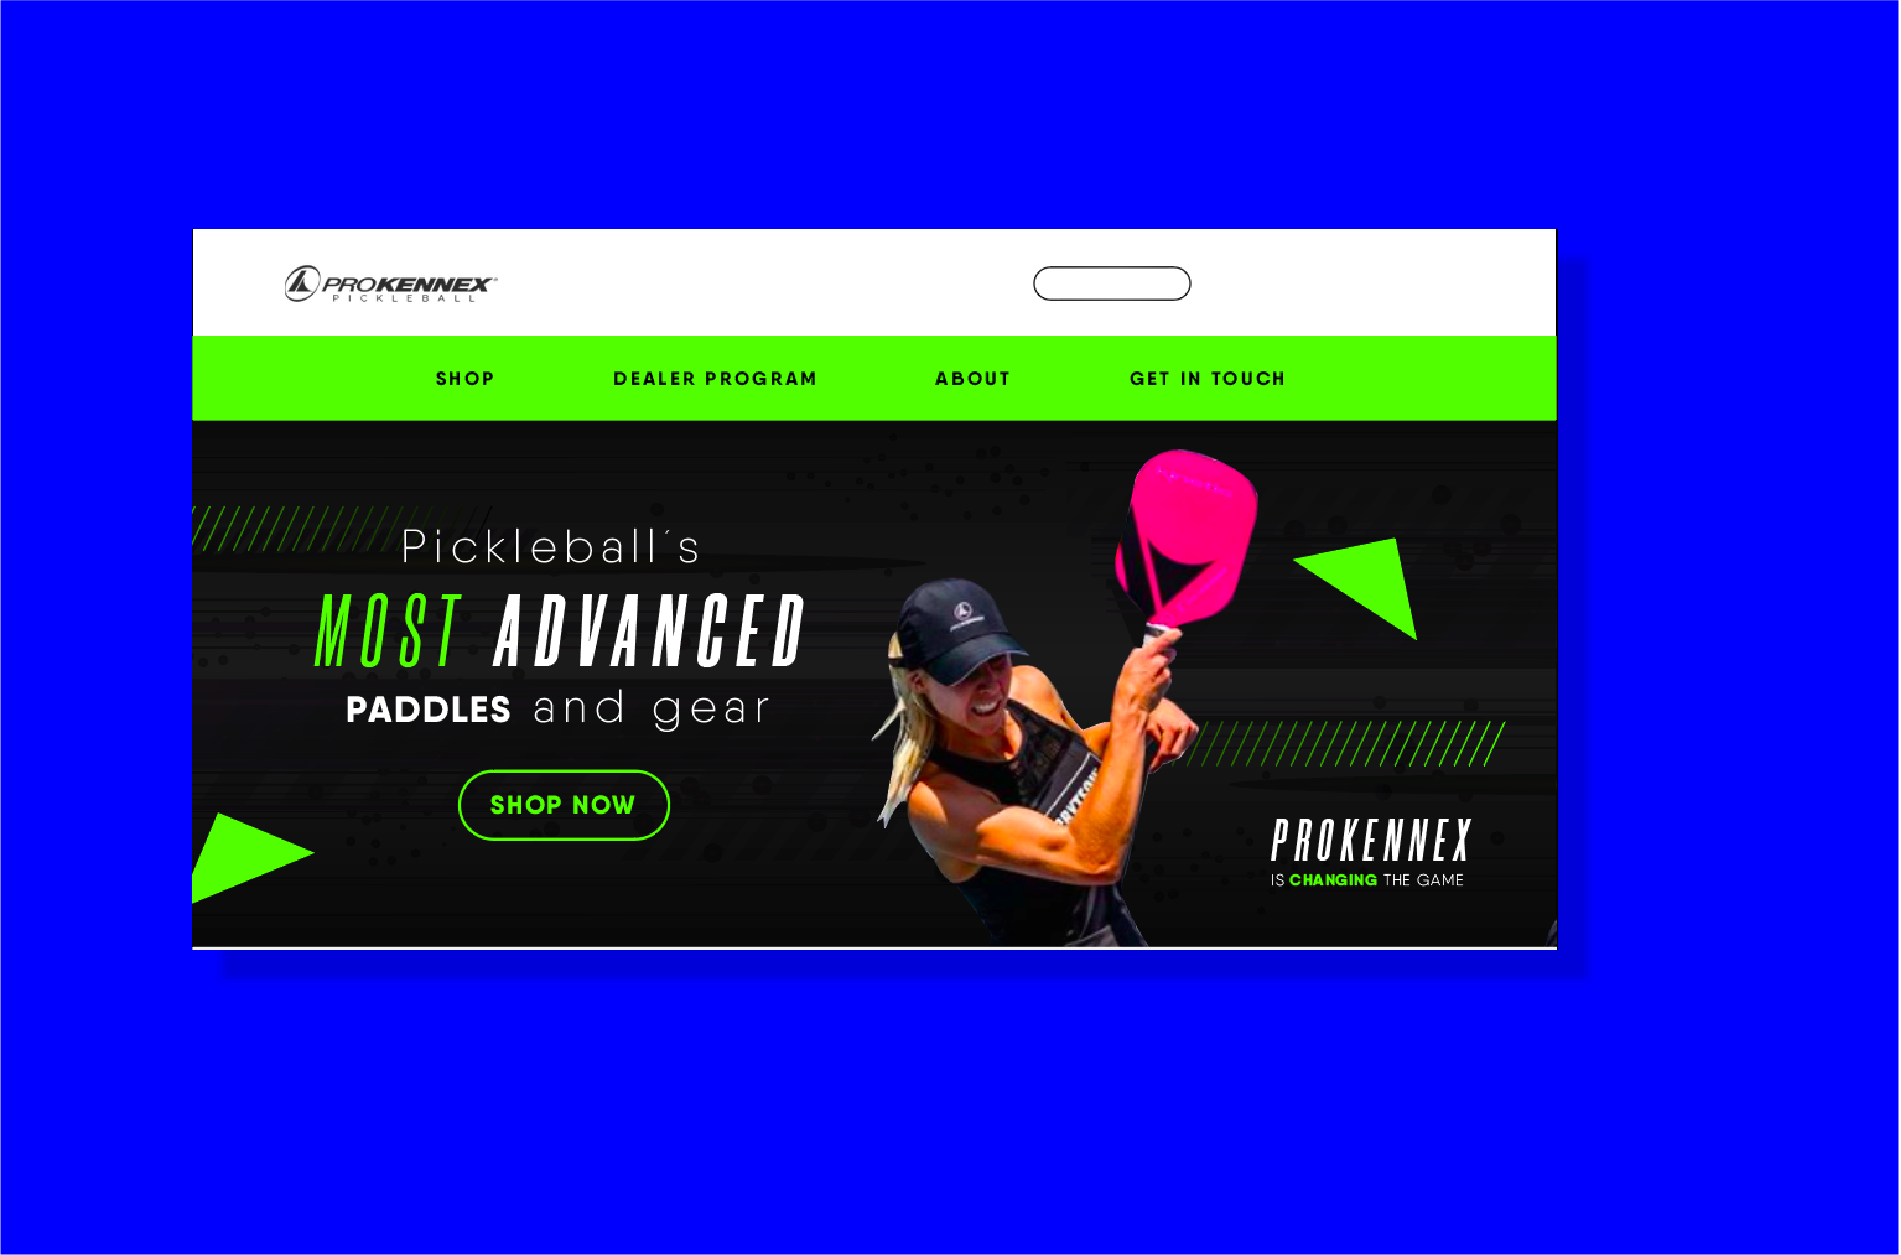 PROKENNEX
PICKLEBALL
SHOP DEALER PROGRAM ABOUT GET IN TOUCH
Pickleball´s
MOST ADVANCED
PADDLES and gear
SHOP NOW
PROKENNEX
IS CHANGING THE GAME